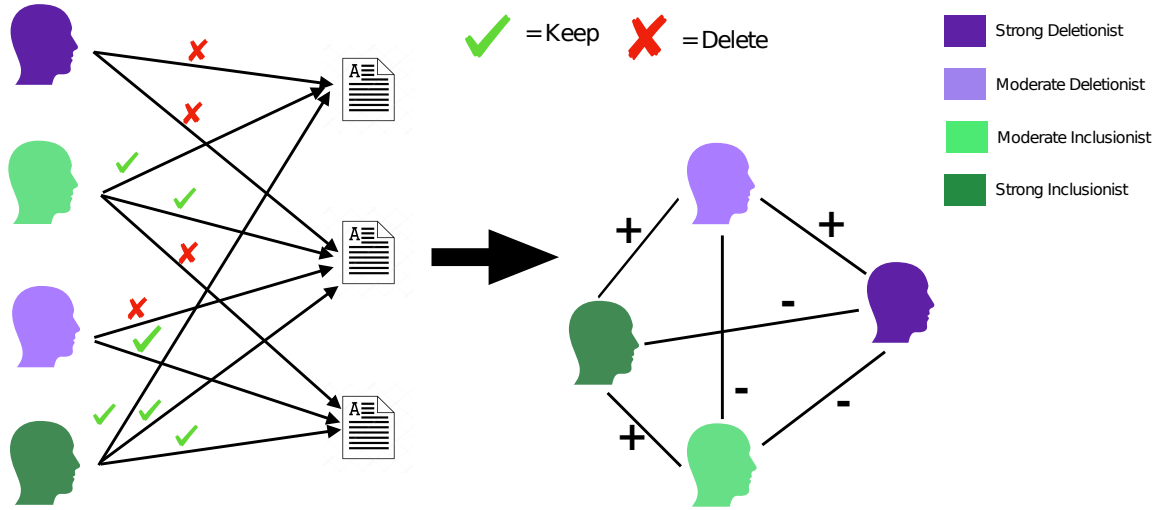 = Keep
= Delete
Strong Deletionist
Moderate Deletionist
Moderate Inclusionist
Strong Inclusionist
A
A
A
+
+
-
-
-
+